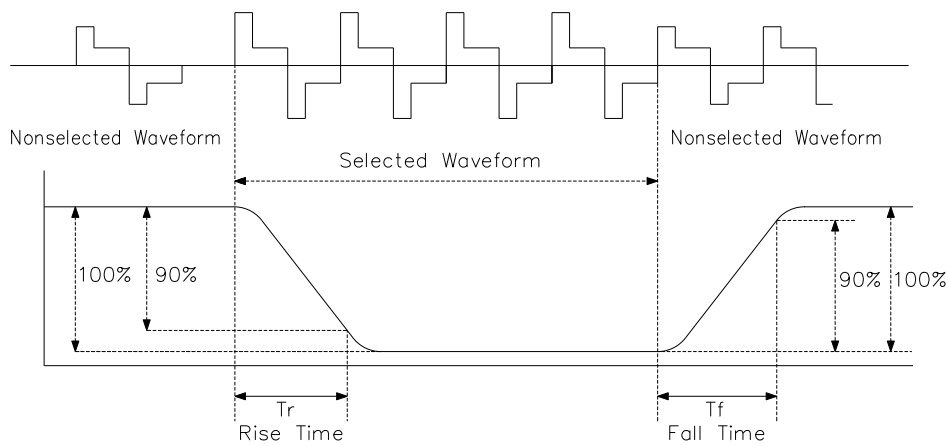 Nonselected Waveform
Nonselected Waveform
Selected Waveform
100%
90%
90%
100%
Tr
Rise Time
Tf
Fall Time